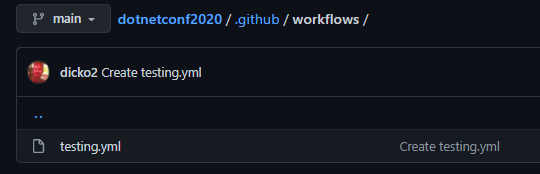 main dotnetconf2020 / .github / workflows /
dicko2 Create testing.yml
..
testing.yml Create testing.yml